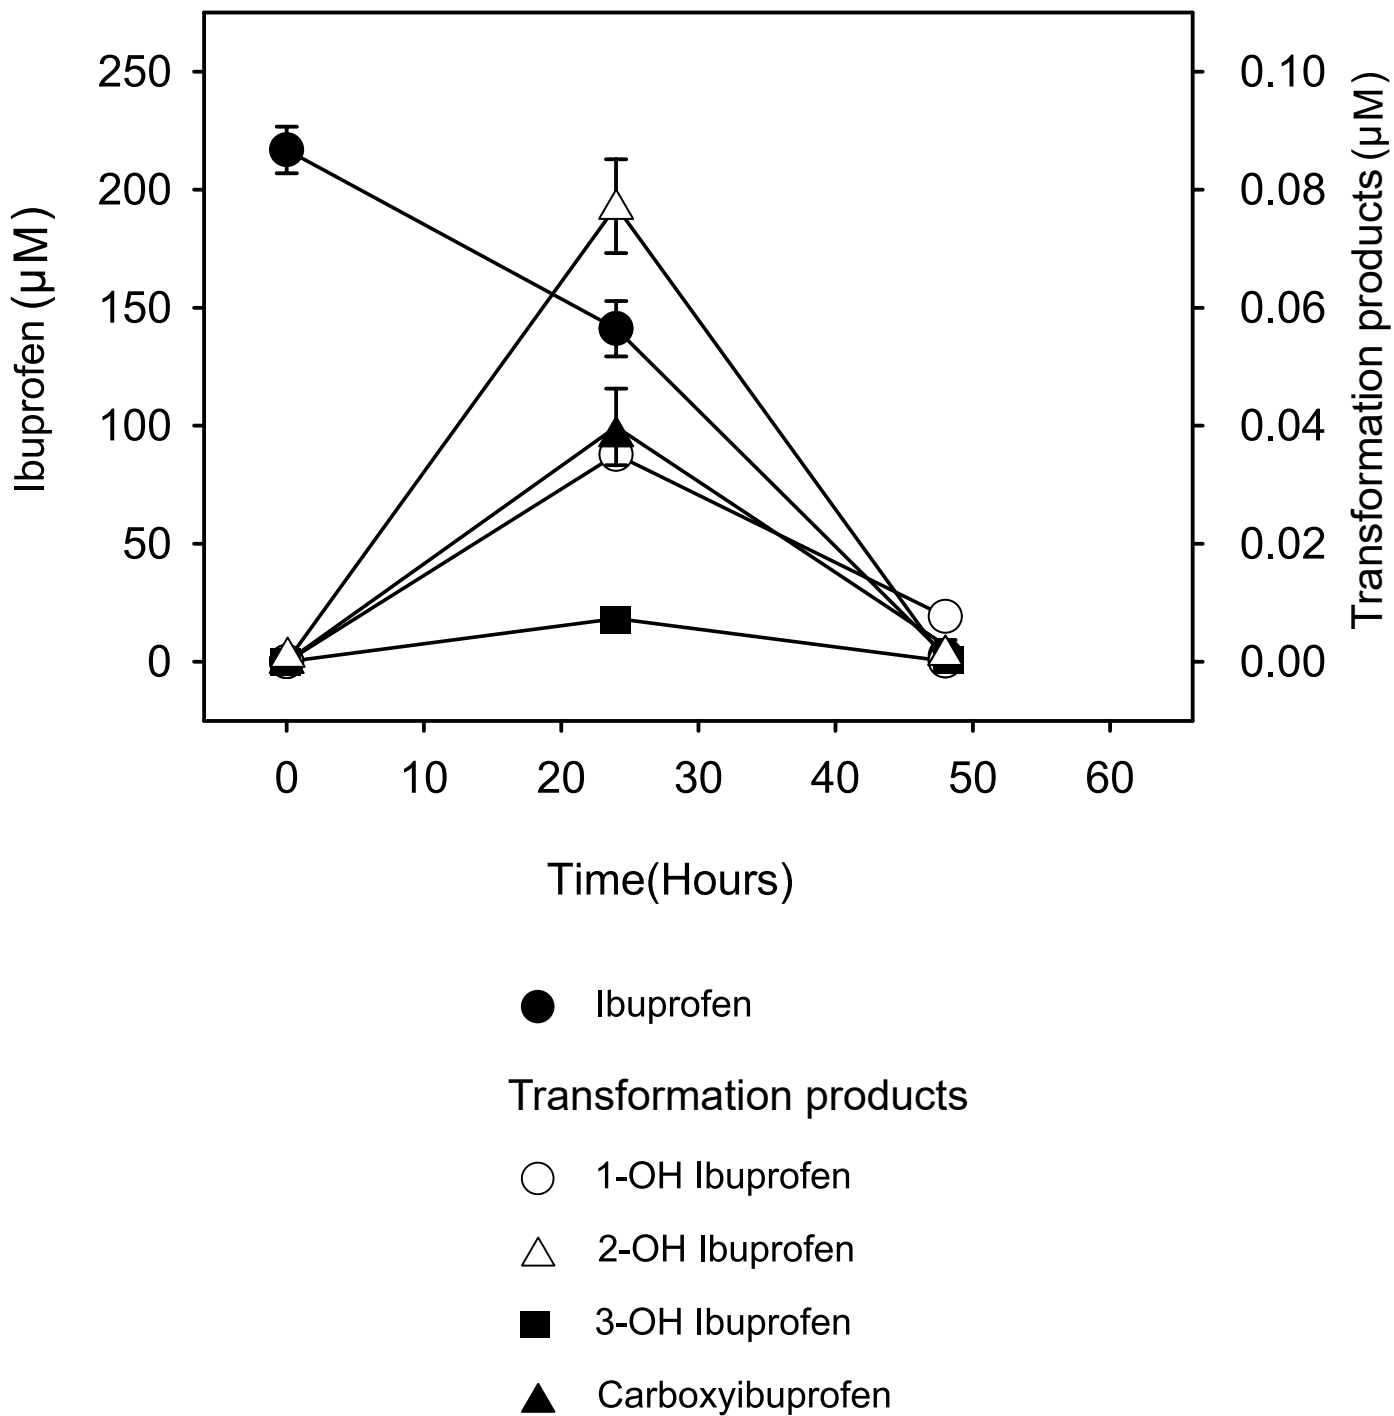 250
200
150
100
50
0
Ibuprofen (µM)
0.10
0.08
0.06
0.04
0.02
0.00
Transformation products (µM)
0 10 20 30 40 50 60
Time(Hours)
Ibuprofen
Transformation products
1-OH Ibuprofen
2-OH Ibuprofen
3-OH Ibuprofen
Carboxyibuprofen